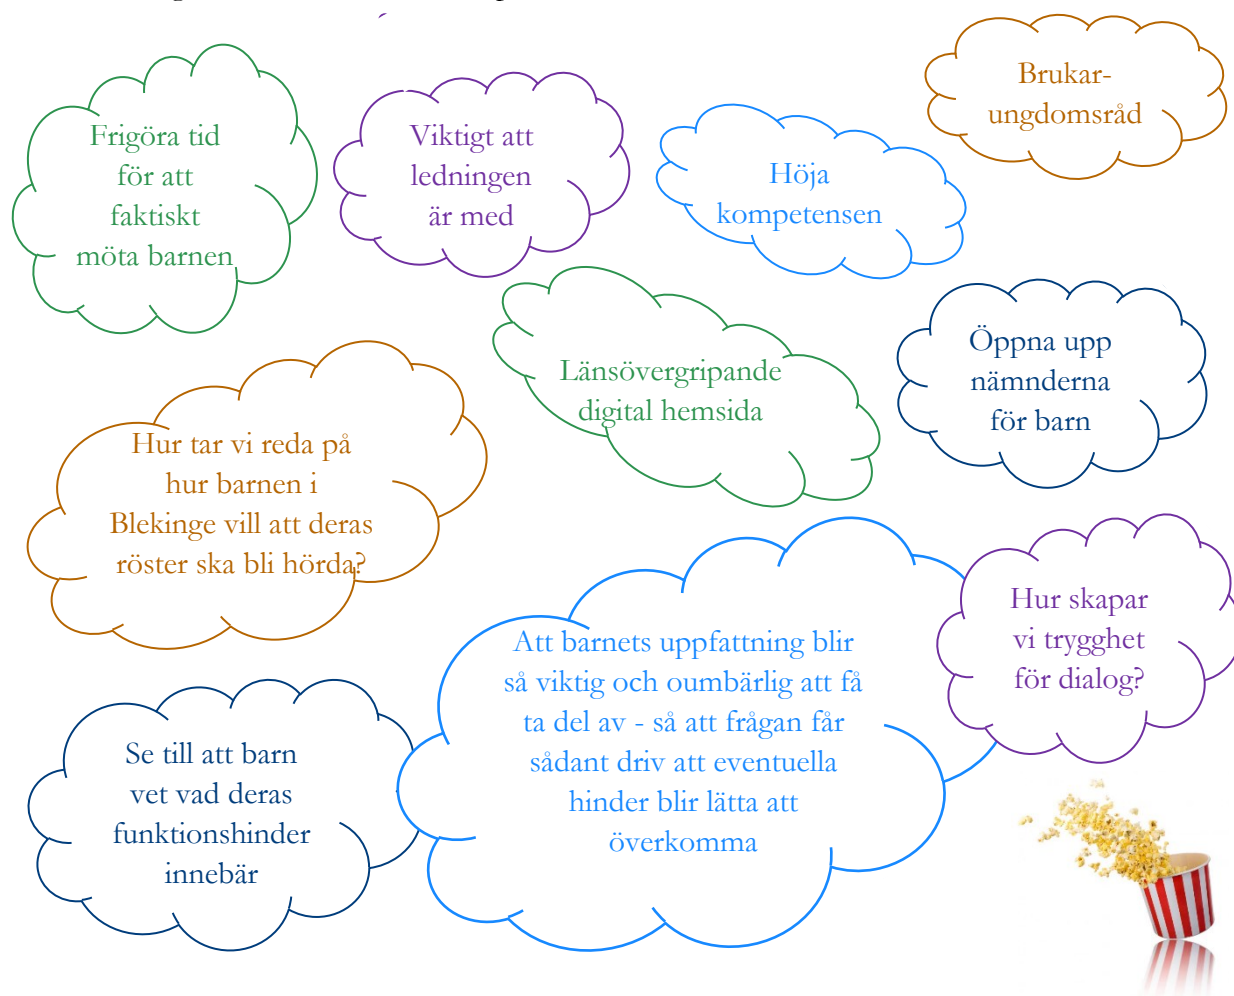 Frigöra tid
för att
faktiskt
möta barnen
Viktigt att
ledningen
är med
Höja
kompetensen
Brukar-
ungdomsråd
Länsövergripande
digital hemsida
Öppna upp
nämnderna
för barn
Hur tar vi reda på
hur barnen i
Blekinge vill att deras
röster ska bli hörda?
Att barnets uppfattning blir
så viktig och oumbärlig att få
ta del av - så att frågan får
sådant driv att eventuella
hinder blir lätta att
överkomma
Hur skapar
vi trygghet
för dialog?
Se till att barn
vet vad deras
funktionshinder
innebär